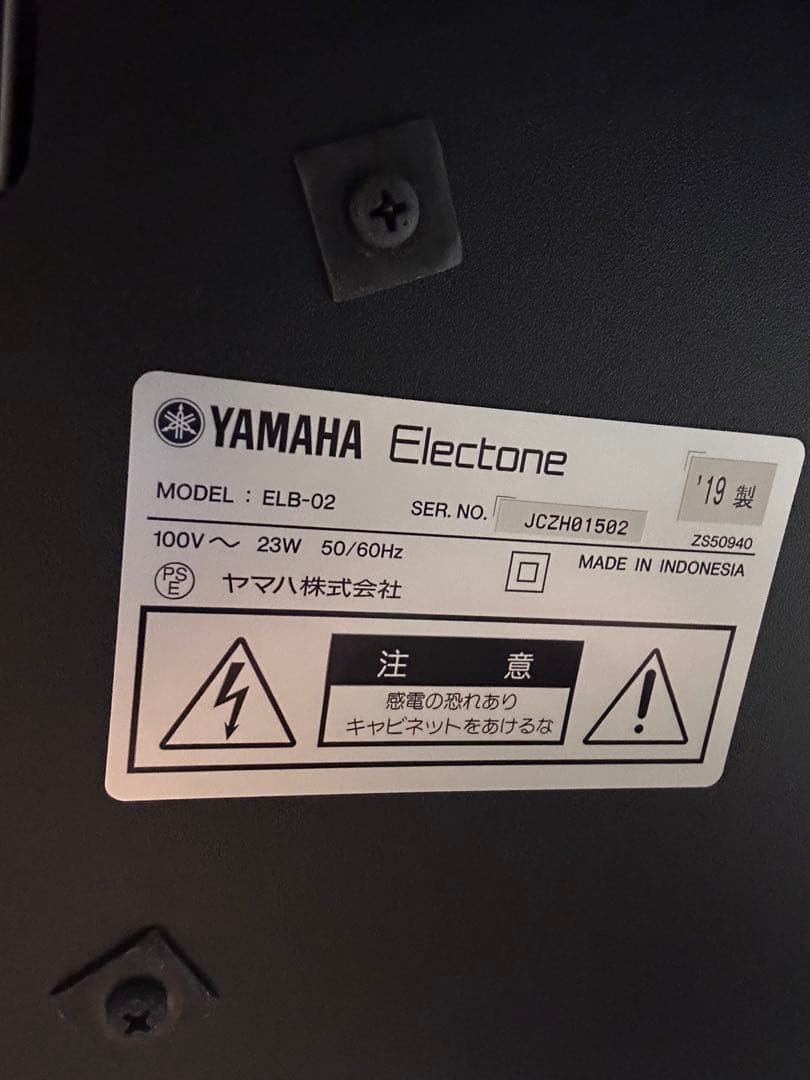 YAMAHA Electone
MODEL : ELB-02 SER. NO. JCZH01502 '19 製
100V～ 23W 50/60Hz ZS50940
PSE ヤマハ株式会社 MADE IN INDONESIA
注 意
感電の恐れあり
キャビネットをあけるな